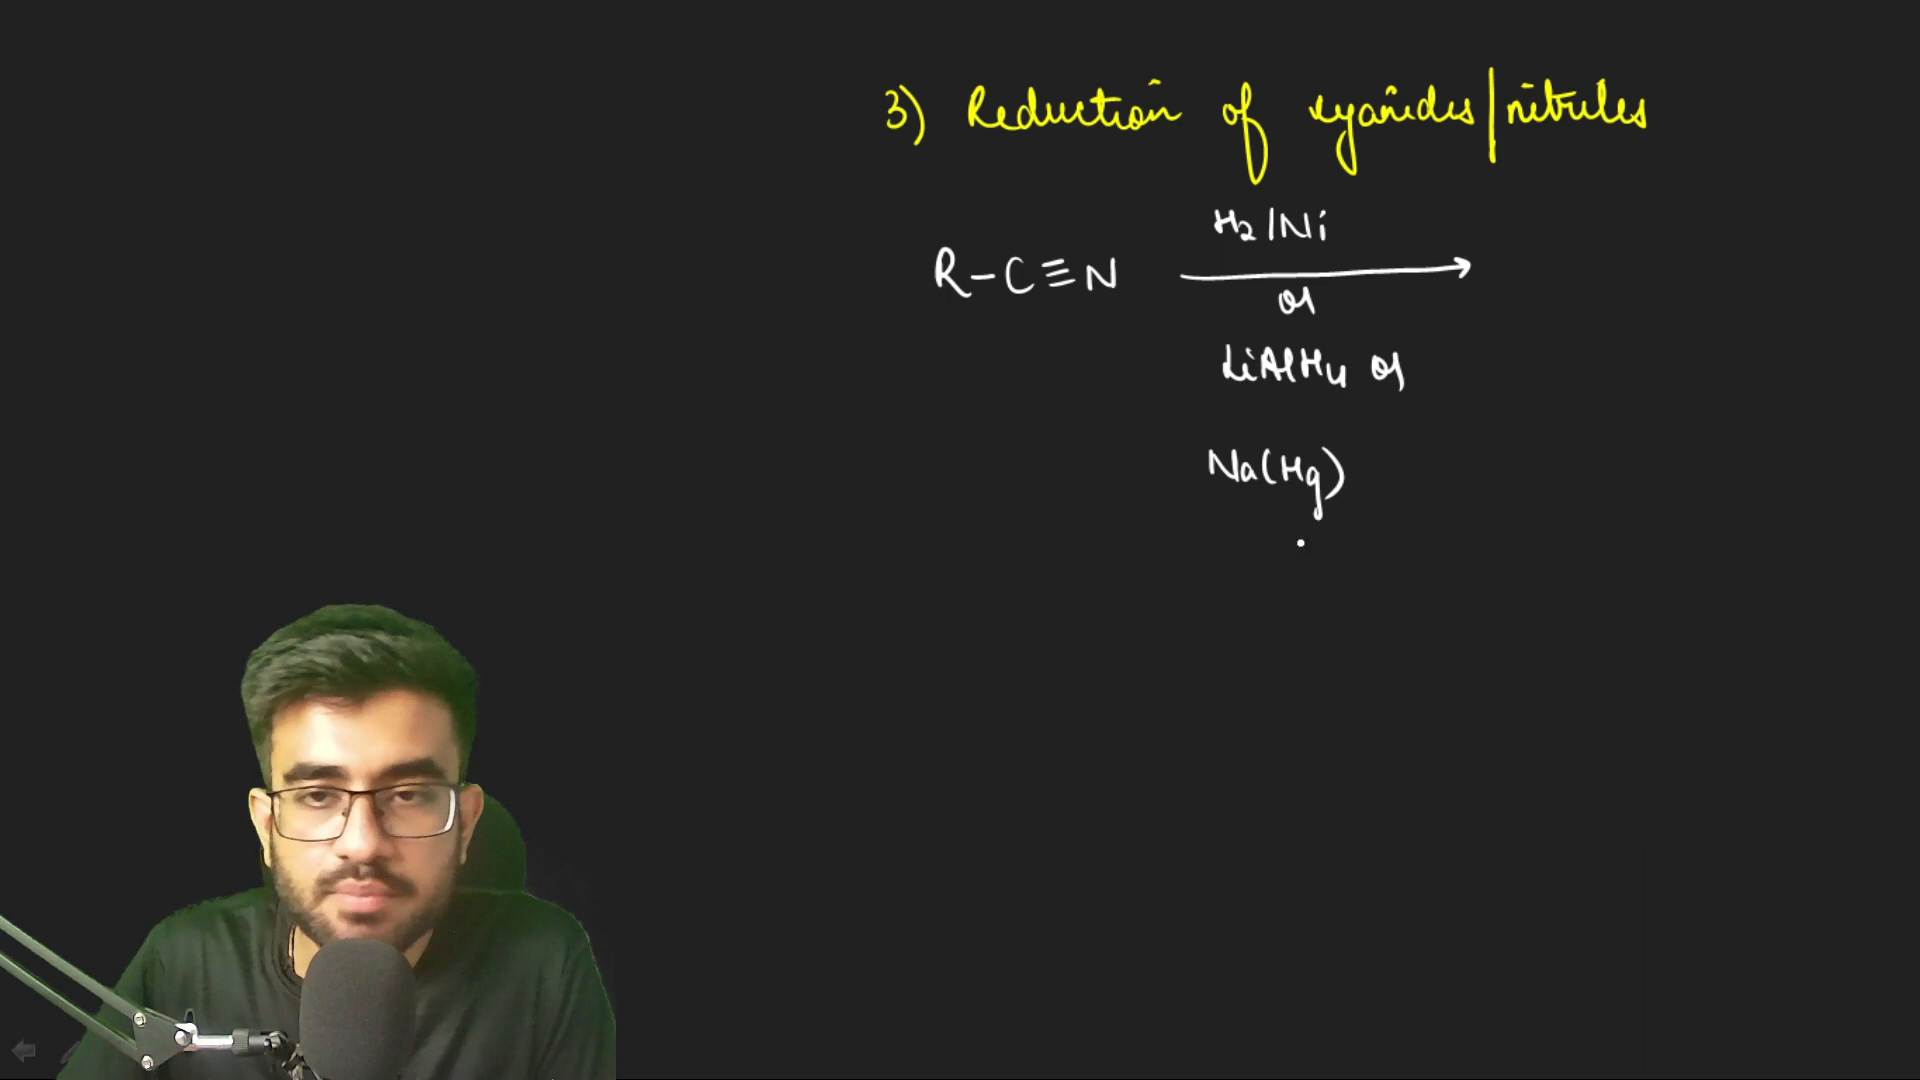 3) Reduction of cyanides/nitriles
H₂/Ni
R-C≡N ⟶
or
LiAlH₄ or
Na(Hg)